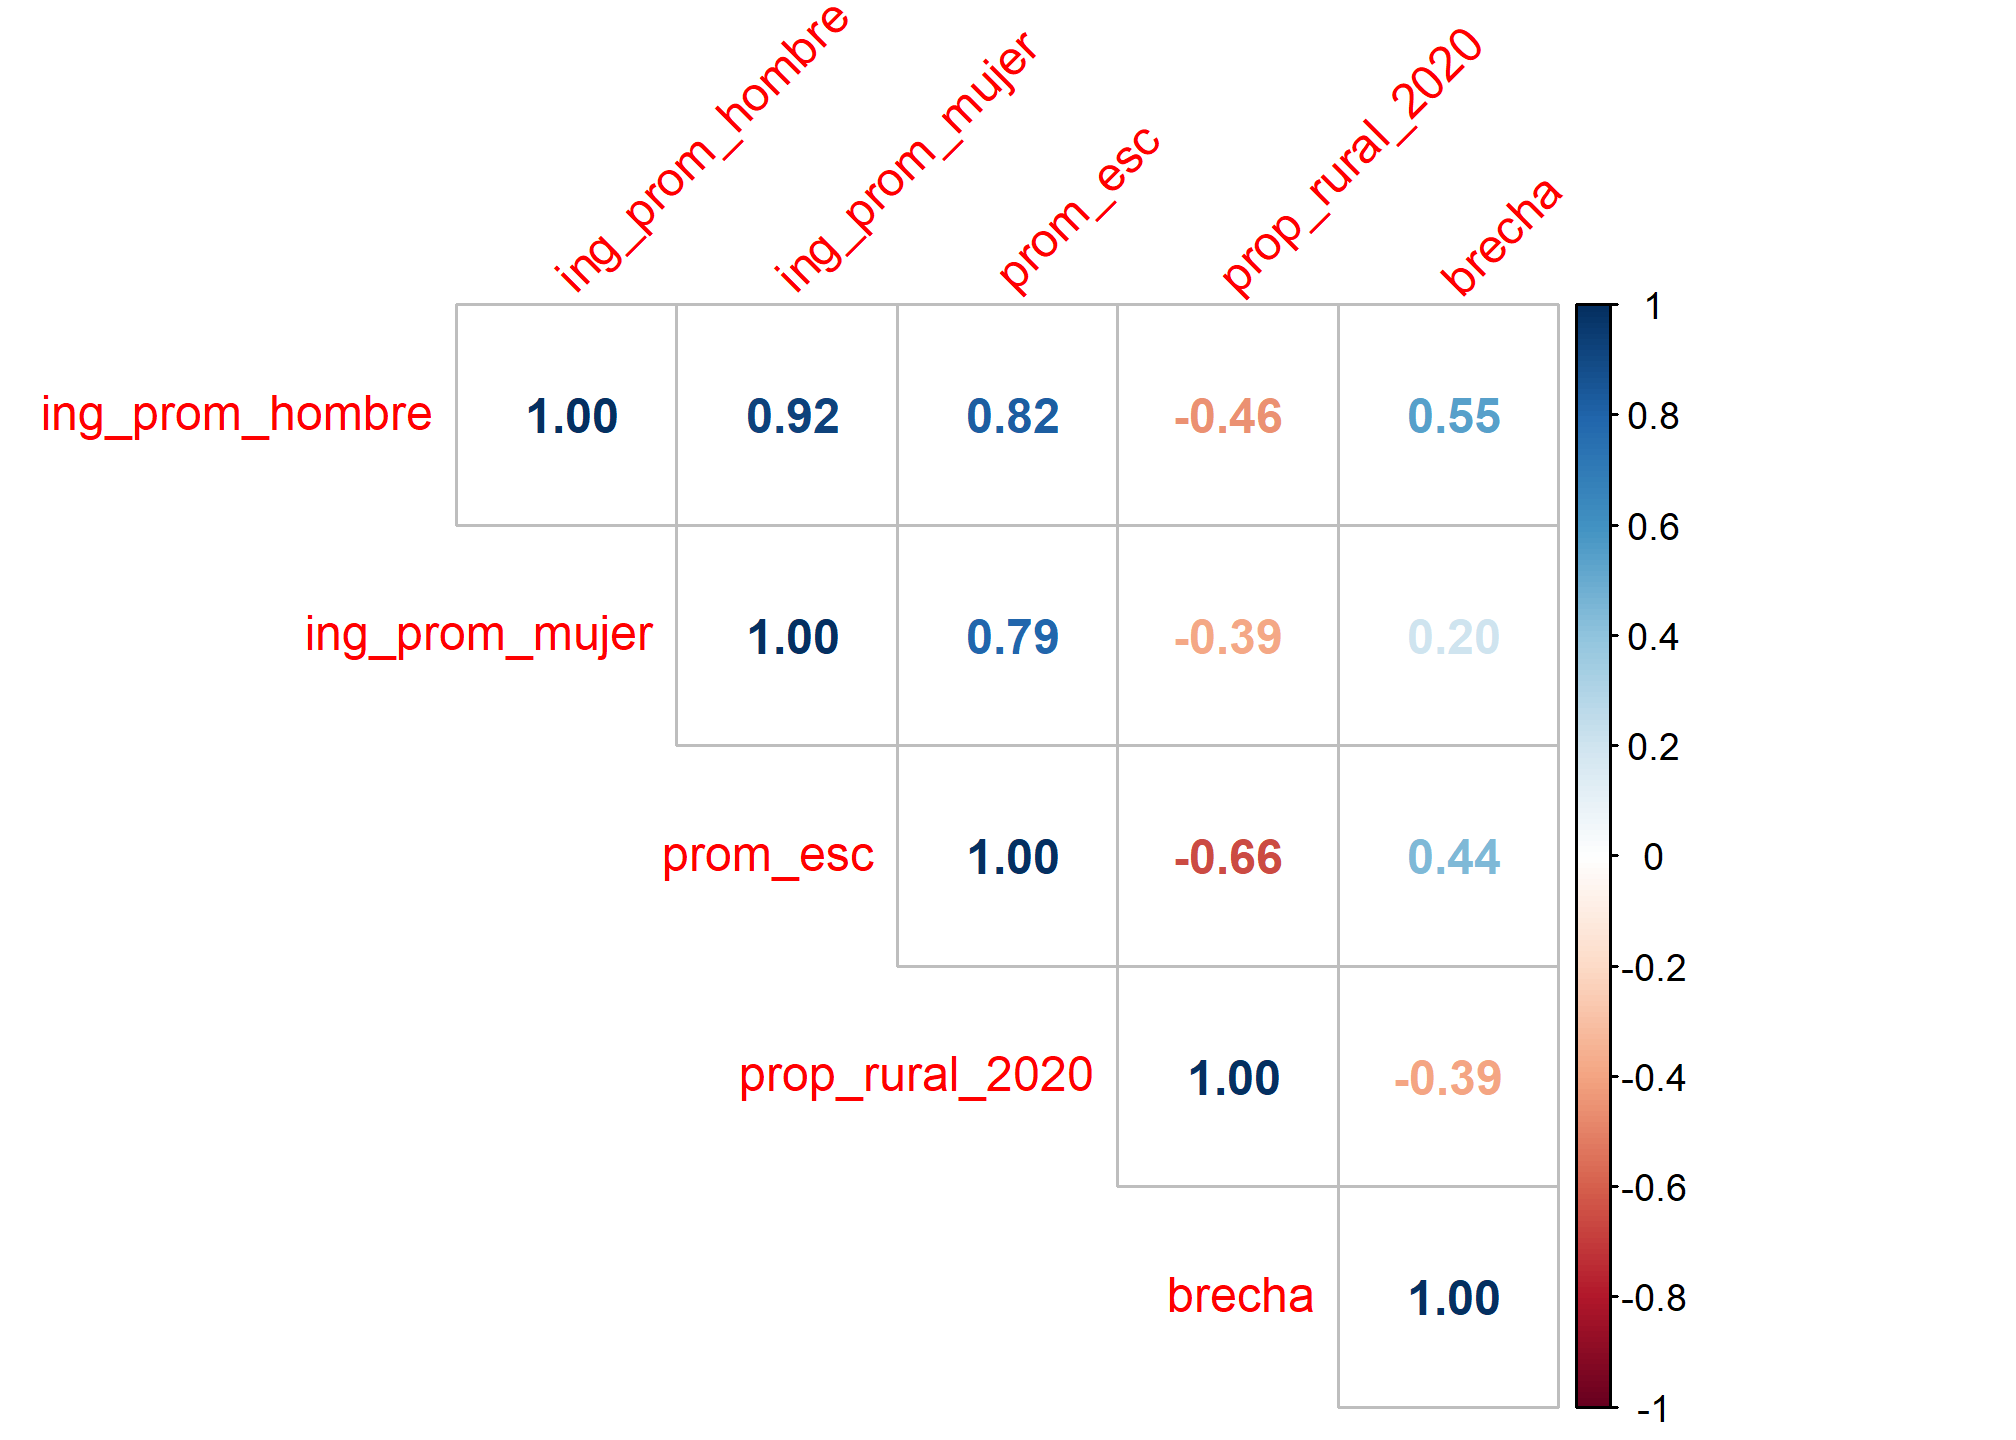 ing_prom_hombre
ing_prom_mujer
prom_esc
prop_rural_2020
brecha
ing_prom_hombre 1.00 0.92 0.82 -0.46 0.55
ing_prom_mujer 1.00 0.79 -0.39 0.20
prom_esc 1.00 -0.66 0.44
prop_rural_2020 1.00 -0.39
brecha 1.00
1
0.8
0.6
0.4
0.2
0
-0.2
-0.4
-0.6
-0.8
-1